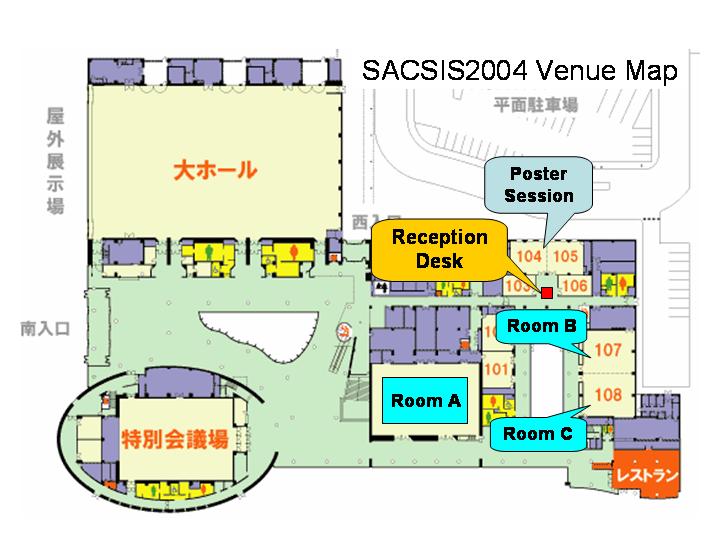 SACSIS2004 Venue Map
平面駐車場
屋外展示場
大ホール
Poster
Session
西入口
Reception
Desk
104
105
106
南入口
Room B
107
101
108
Room A
Room C
特別会議場
レストラン